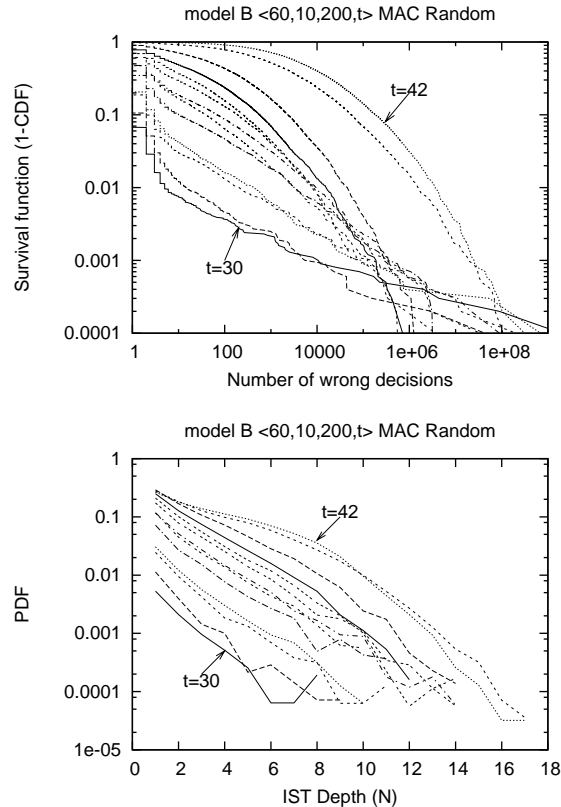 model B <60,10,200,t> MAC Random
Survival function (1-CDF)
1
0.1
0.01
0.001
0.0001
t=42
t=30
1 100 10000 1e+06 1e+08
Number of wrong decisions
model B <60,10,200,t> MAC Random
PDF
1
0.1
0.01
0.001
0.0001
1e-05
t=42
t=30
0 2 4 6 8 10 12 14 16 18
IST Depth (N)